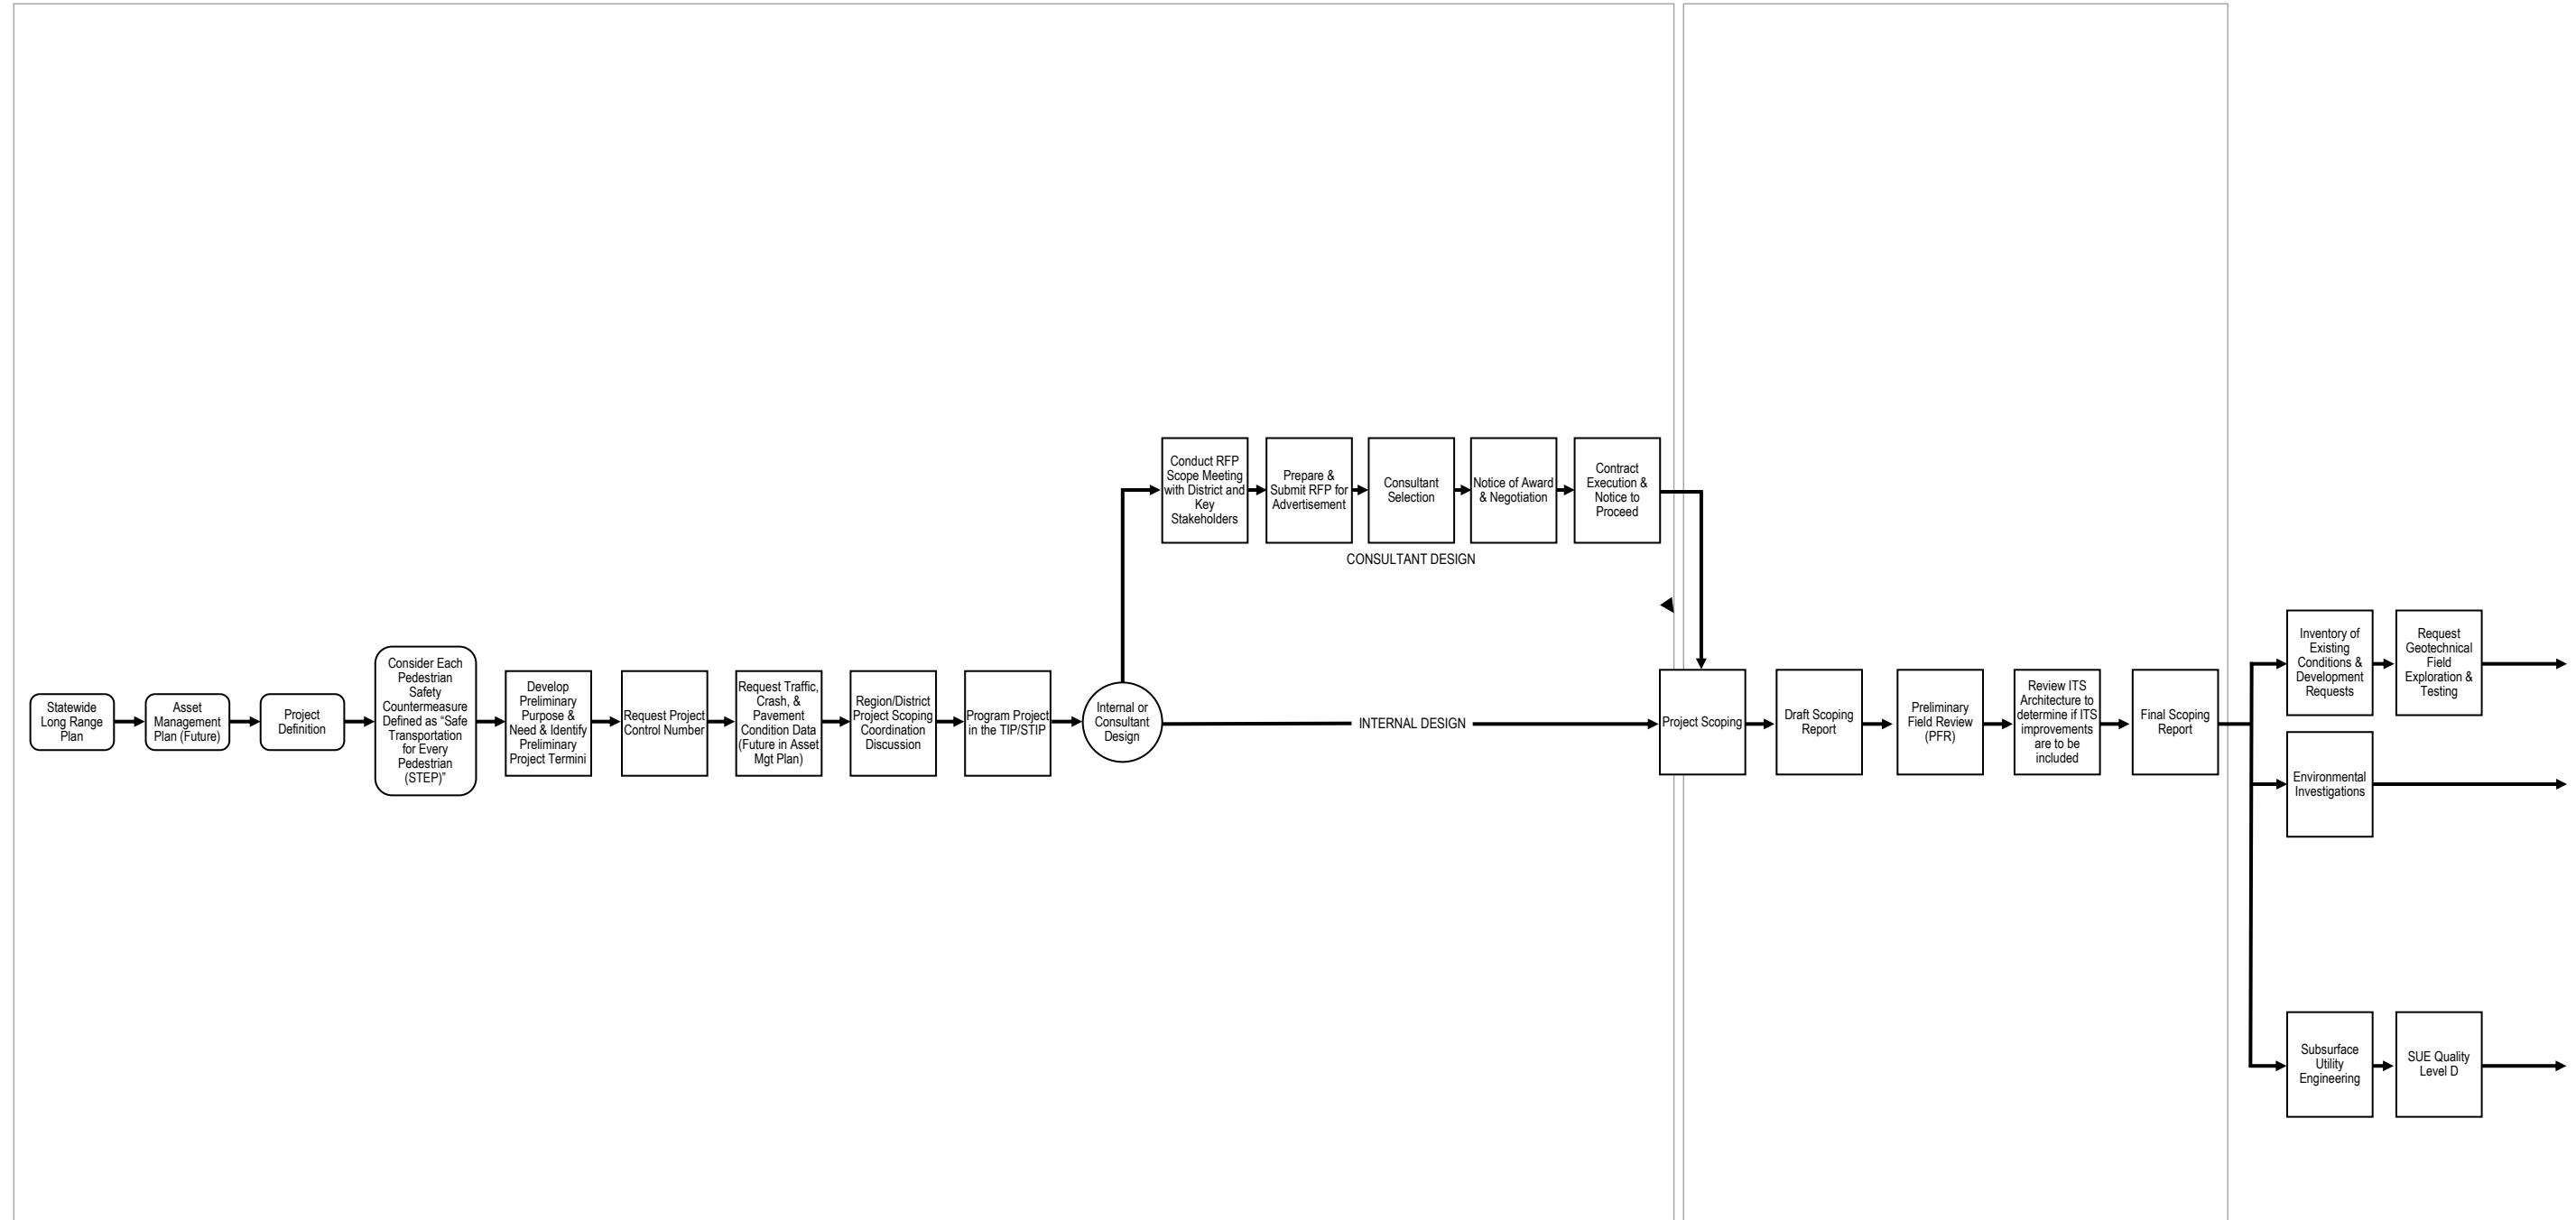 Statewide
Long Range
Plan
Asset
Management
Plan (Future)
Project
Definition
Consider Each
Pedestrian
Safety
Countermeasure
Defined as “Safe
Transportation
for Every
Pedestrian
(STEP)”
Develop
Preliminary
Purpose &
Need & Identify
Preliminary
Project Termini
Request Project
Control Number
Request Traffic,
Crash, &
Pavement
Condition Data
(Future in Asset
Mgt Plan)
Region/District
Project Scoping
Coordination
Discussion
Program Project
in the TIP/STIP
Internal or
Consultant
Design
Conduct RFP
Scope Meeting
with District and
Key
Stakeholders
Prepare &
Submit RFP for
Advertisement
Consultant
Selection
Notice of Award
& Negotiation
Contract
Execution &
Notice to
Proceed
CONSULTANT DESIGN
INTERNAL DESIGN
Project Scoping
Draft Scoping
Report
Preliminary
Field Review
(PFR)
Review ITS
Architecture to
determine if ITS
improvements
are to be
included
Final Scoping
Report
Inventory of
Existing
Conditions &
Development
Requests
Request
Geotechnical
Field
Exploration &
Testing
Environmental
Investigations
Subsurface
Utility
Engineering
SUE Quality
Level D